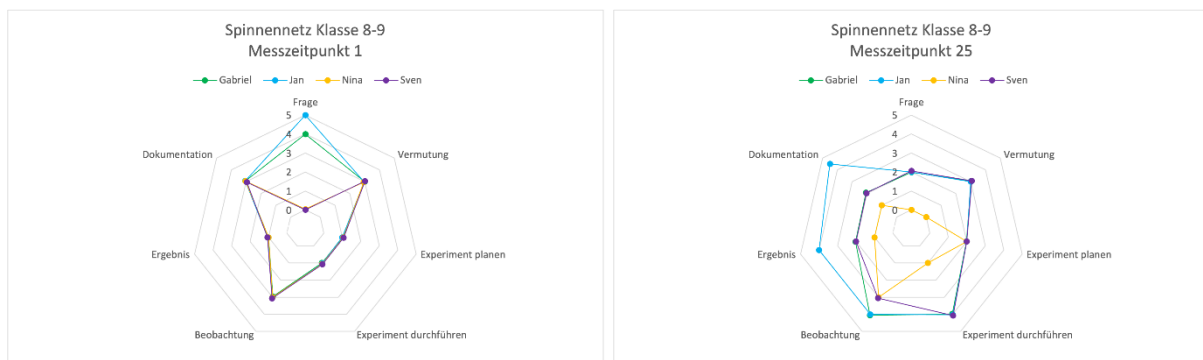 Spinnennetz Klasse 8-9
Messzeitpunkt 1
Gabriel Jan Nina Sven
Frage
5
4
3
2
1
0
Vermutung
Experiment planen
Experiment durchführen
Beobachtung
Ergebnis
Dokumentation
Spinnennetz Klasse 8-9
Messzeitpunkt 25
Gabriel Jan Nina Sven
Frage
5
4
3
2
1
0
Vermutung
Experiment planen
Experiment durchführen
Beobachtung
Ergebnis
Dokumentation